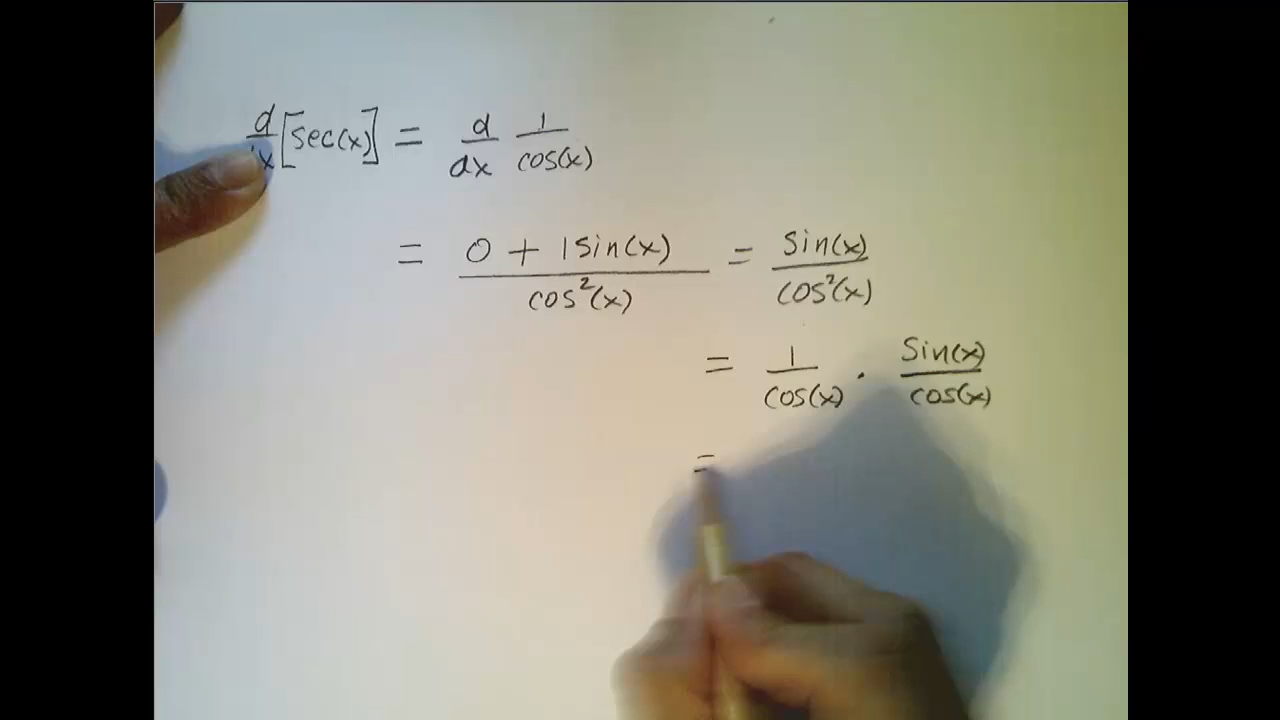 d/dx [sec(x)] = d/dx 1/cos(x)
= 0 + 1sin(x)/cos²(x) = sin(x)/cos²(x)
= 1/cos(x) · sin(x)/cos(x)
=